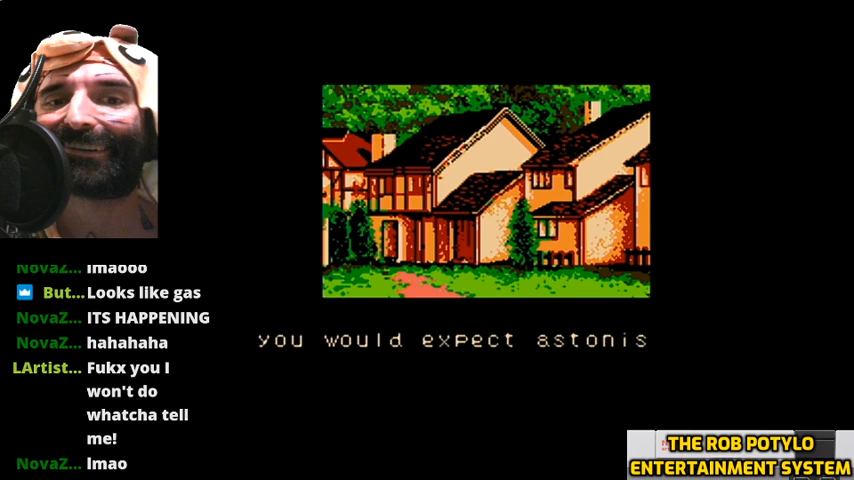 NovaZ... lmaooo
But... Looks like gas
NovaZ... ITS HAPPENING
NovaZ... hahahaha
LArtist... Fukx you I
won't do
whatcha tell
me!
NovaZ... lmao
you would expect astonis
THE ROB POTYLO
ENTERTAINMENT SYSTEM